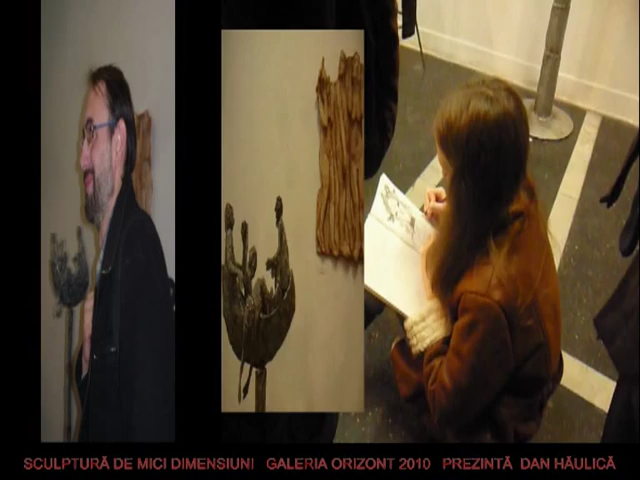 SCULPTURĂ DE MICI DIMENSIUNI GALERIA ORIZONT 2010 PREZINTĂ DAN HĂULICĂ